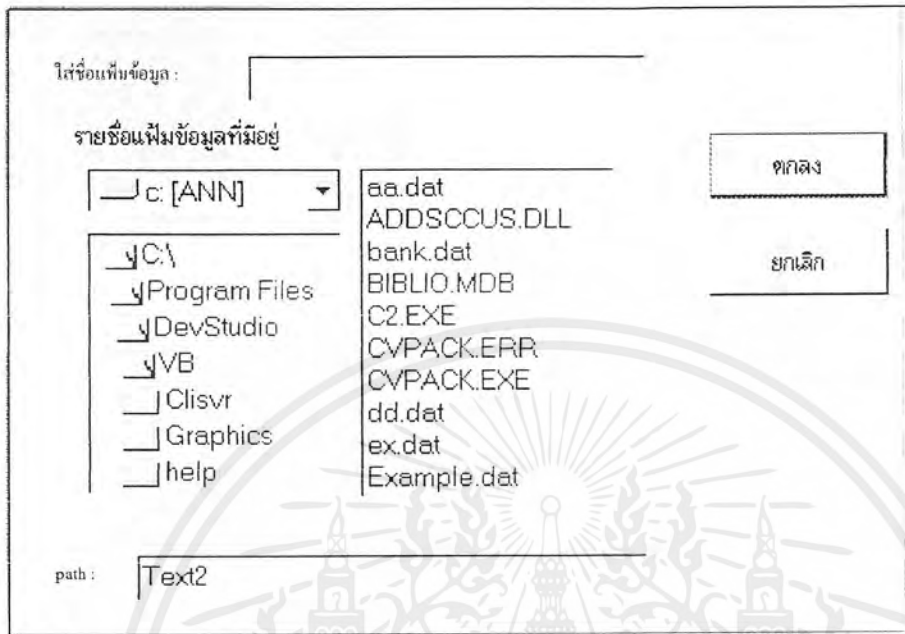 ใส่ชื่อแฟ้มข้อมูล :
รายชื่อแฟ้มข้อมูลที่มีอยู่
c: [ANN]
C:\
Program Files
DevStudio
VB
Clisvr
Graphics
help
aa.dat
ADDSCCUS.DLL
bank.dat
BIBLIO.MDB
C2.EXE
CVPACK.ERR
CVPACK.EXE
dd.dat
ex.dat
Example.dat
ตกลง
ยกเลิก
path :
Text2